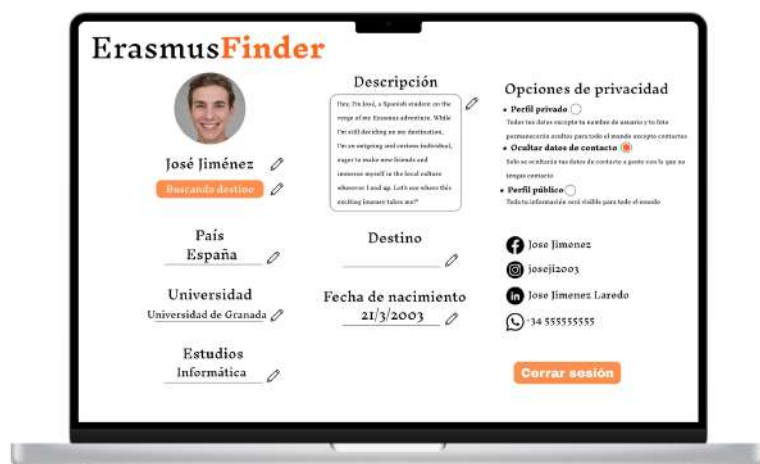 ErasmusFinder
José Jiménez
Buscando destino
País
España
Universidad
Universidad de Granada
Estudios
Informática
Descripción
I'm José, a Spanish student on the
verge of my Erasmus adventure. While
I'm still deciding on my destination,
I'm an outgoing and curious individual,
eager to make new friends and
immerse myself in the local culture
wherever I end up. Let's see where this
exciting journey takes me!"
Destino
Fecha de nacimiento
21/3/2003
Opciones de privacidad
• Perfil privado
Todos tus datos excepto tu nombre de usuario y tu foto
permanecerán ocultos para todo el mundo excepto contactos
• Ocultar datos de contacto
Solo se ocultarán tus datos de contacto a gente con la que no
tengas contacto
• Perfil público
Toda tu información será visible para todo el mundo
Jose Jimenez
joseji2003
in Jose Jimenez Laredo
+34 555555555
Cerrar sesión